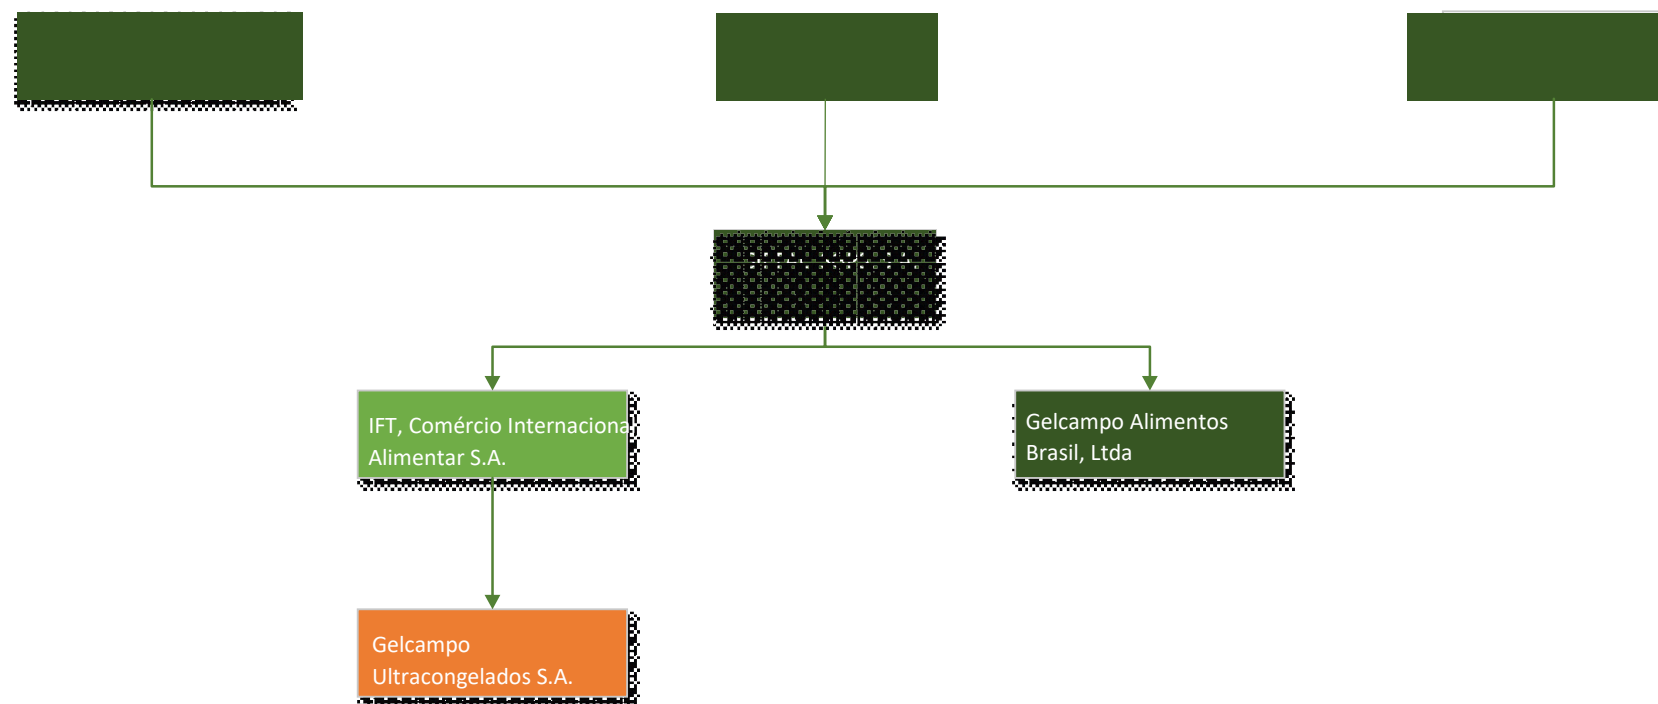 IFT, Comércio Internaciona
Alimentar S.A.
Gelcampo Alimentos
Brasil, Ltda
Gelcampo
Ultracongelados S.A.